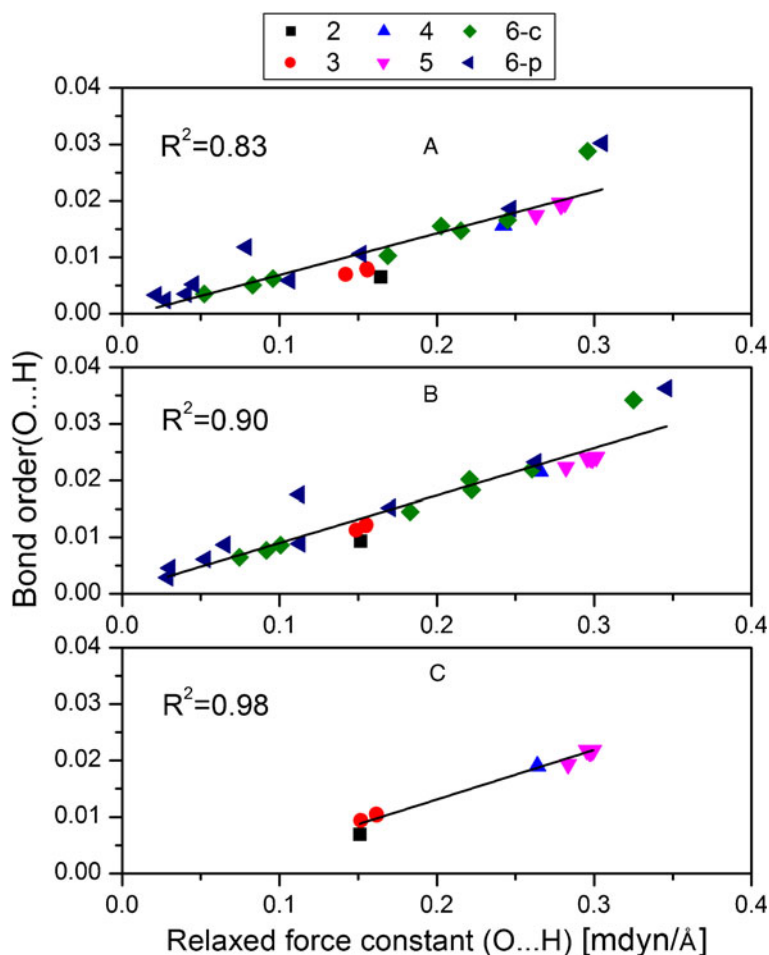 2 4 6-c
3 5 6-p
0.04
0.03
0.02
0.01
0.00
R²=0.83
A
0.0 0.1 0.2 0.3 0.4
0.04
0.03
0.02
0.01
0.00
R²=0.90
B
0.0 0.1 0.2 0.3 0.4
0.04
0.03
0.02
0.01
0.00
R²=0.98
C
0.0 0.1 0.2 0.3 0.4
Bond order(O...H)
Relaxed force constant (O...H) [mdyn/Å]